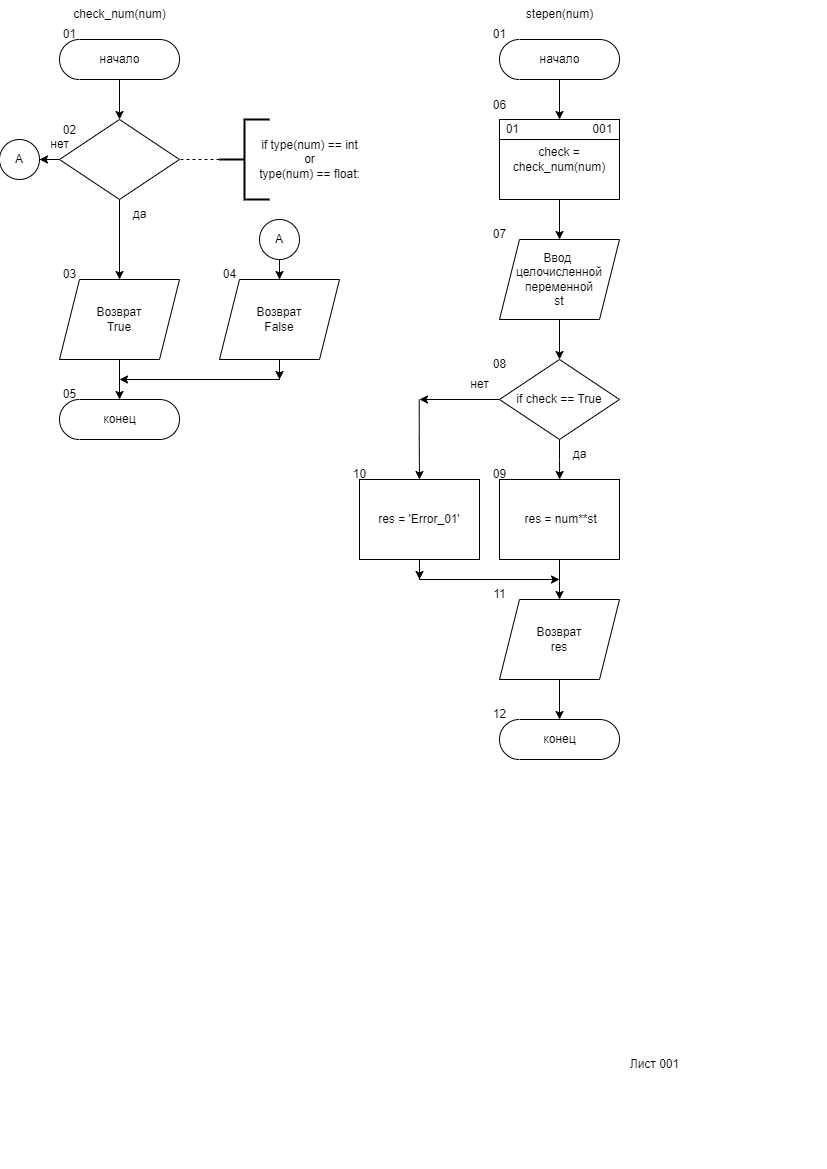 check_num(num)
01
начало
02
нет
A
if type(num) == int
or
type(num) == float:
да
A
03
Возврат
True
04
Возврат
False
05
конец
stepen(num)
01
начало
06
01 001
check =
check_num(num)
07
Ввод
целочисленной
переменной
st
08
if check == True
нет
да
10
res = 'Error_01'
09
res = num**st
11
Возврат
res
12
конец
Лист 001